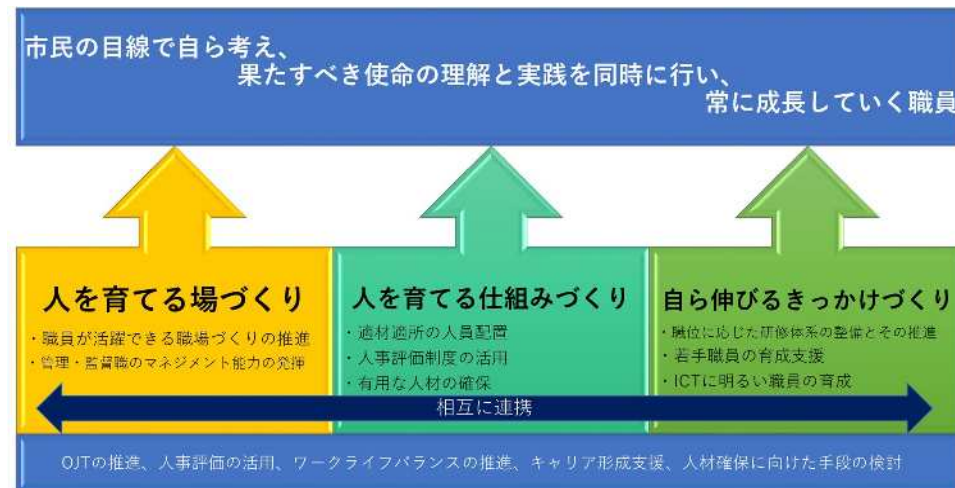 市民の目線で自ら考え、
果たすべき使命の理解と実践を同時に行い、
常に成長していく職員
人を育てる場づくり
・職員が活躍できる職場づくりの推進
・管理・監督職のマネジメント能力の発揮
人を育てる仕組みづくり
・適材適所の人員配置
・人事評価制度の活用
・有用な人材の確保
自ら伸びるきっかけづくり
・職位に応じた研修体系の整備とその推進
・若手職員の育成支援
・ICTに明るい職員の育成
相互に連携
OJTの推進、人事評価の活用、ワークライフバランスの推進、キャリア形成支援、人材確保に向けた手段の検討